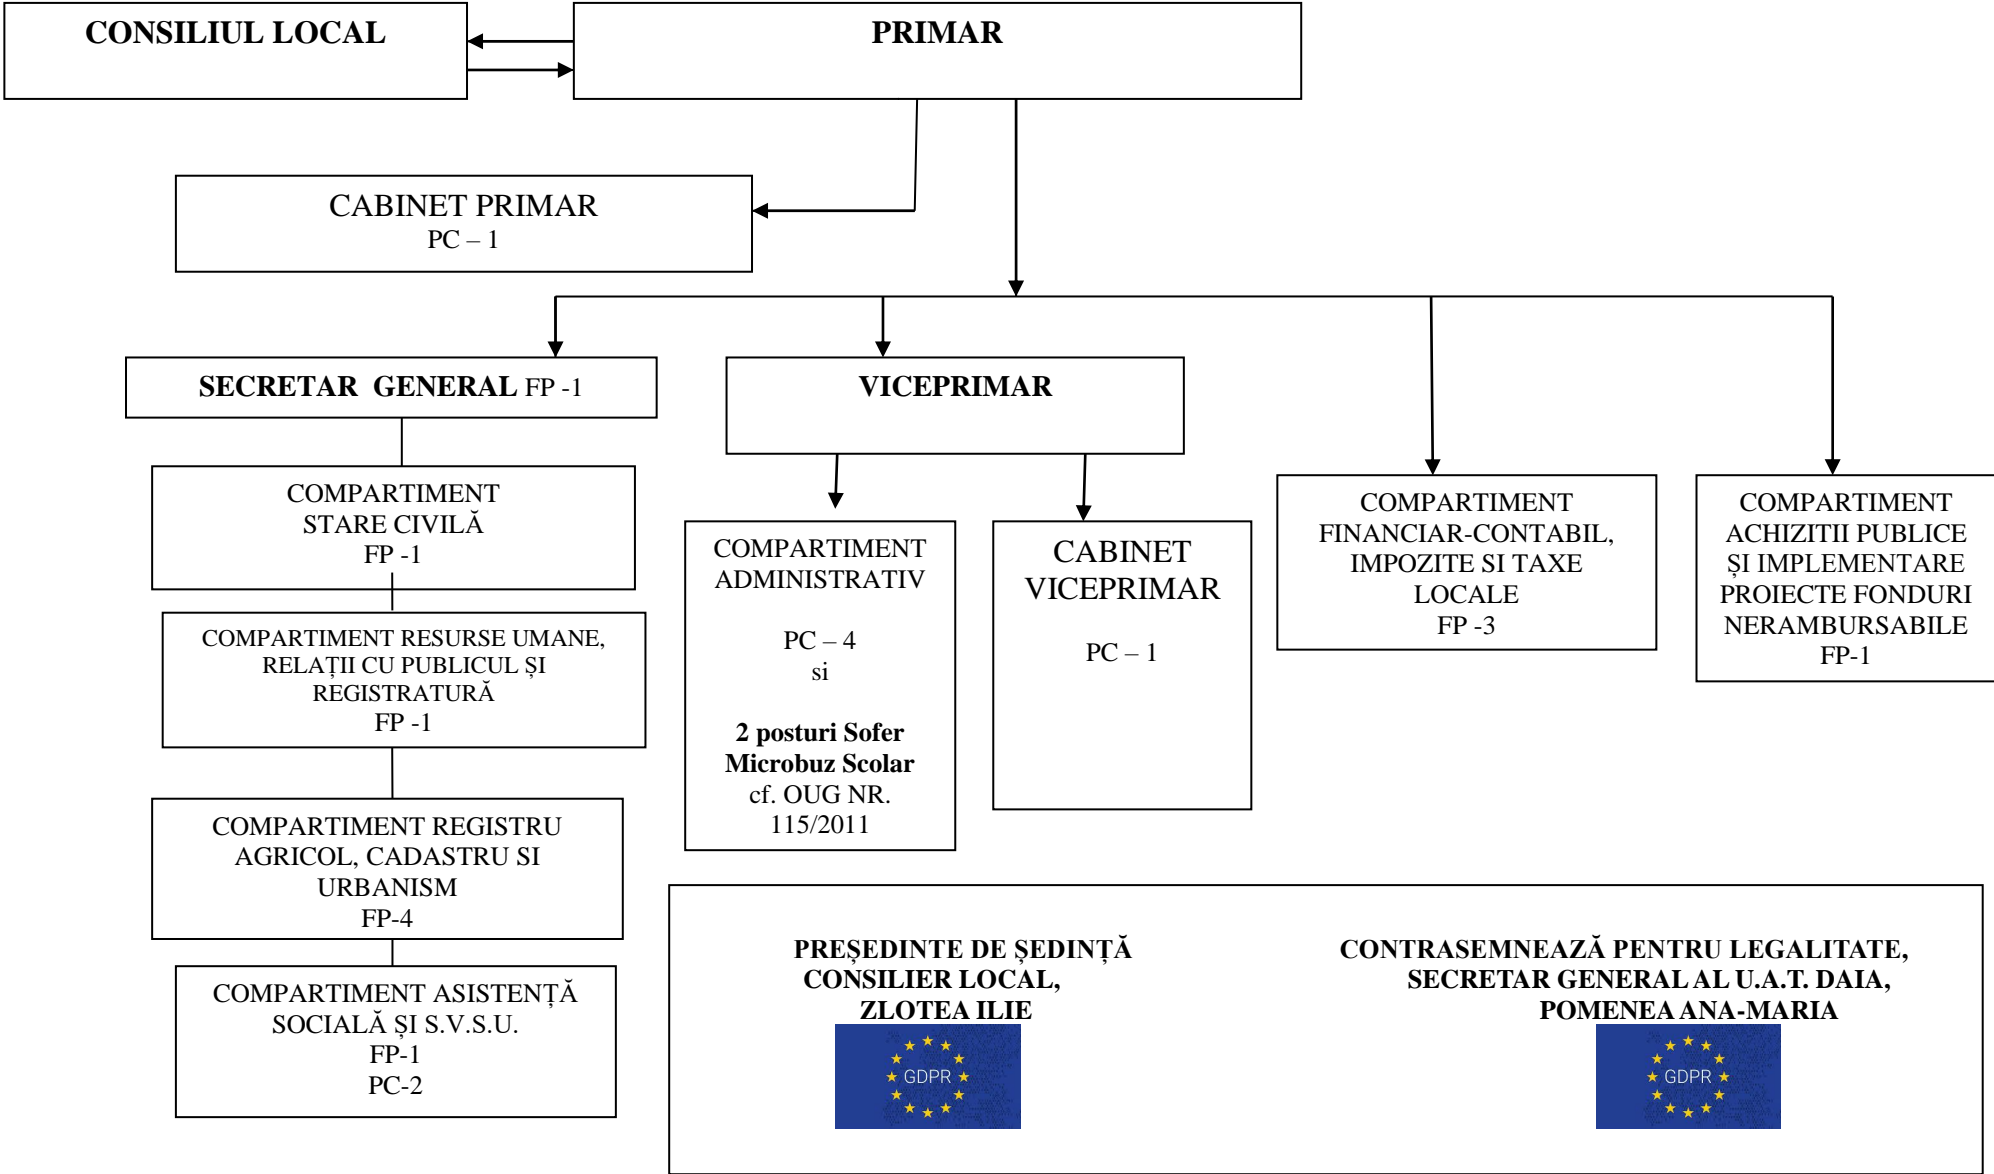 CONSILIUL LOCAL
PRIMAR
CABINET PRIMAR
PC – 1
SECRETAR GENERAL FP -1
VICEPRIMAR
COMPARTIMENT
STARE CIVILĂ
FP -1
COMPARTIMENT RESURSE UMANE,
RELAȚII CU PUBLICUL ȘI
REGISTRATURĂ
FP -1
COMPARTIMENT REGISTRU
AGRICOL, CADASTRU SI
URBANISM
FP-4
COMPARTIMENT ASISTENȚĂ
SOCIALĂ ȘI S.V.S.U.
FP-1
PC-2
COMPARTIMENT
ADMINISTRATIV
PC – 4
si
2 posturi Sofer
Microbuz Scolar
cf. OUG NR.
115/2011
CABINET
VICEPRIMAR
PC – 1
COMPARTIMENT
FINANCIAR-CONTABIL,
IMPOZITE SI TAXE
LOCALE
FP -3
COMPARTIMENT
ACHIZITII PUBLICE
ȘI IMPLEMENTARE
PROIECTE FONDURI
NERAMBURSABILE
FP-1
PREȘEDINTE DE ȘEDINȚĂ
CONSILIER LOCAL,
ZLOTEA ILIE
GDPR
CONTRASEMNEAZĂ PENTRU LEGALITATE,
SECRETAR GENERAL AL U.A.T. DAIA,
POMENEA ANA-MARIA
GDPR